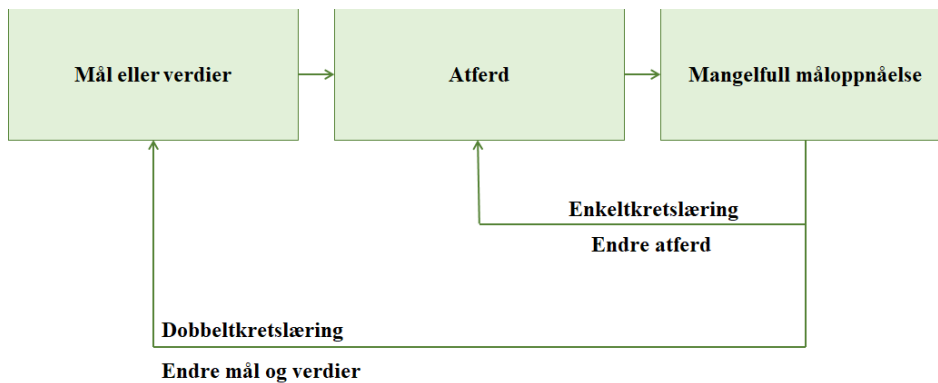 Mål eller verdier
Atferd
Mangelfull måloppnåelse
Enkeltkretslæring
Endre atferd
Dobbeltkretslæring
Endre mål og verdier